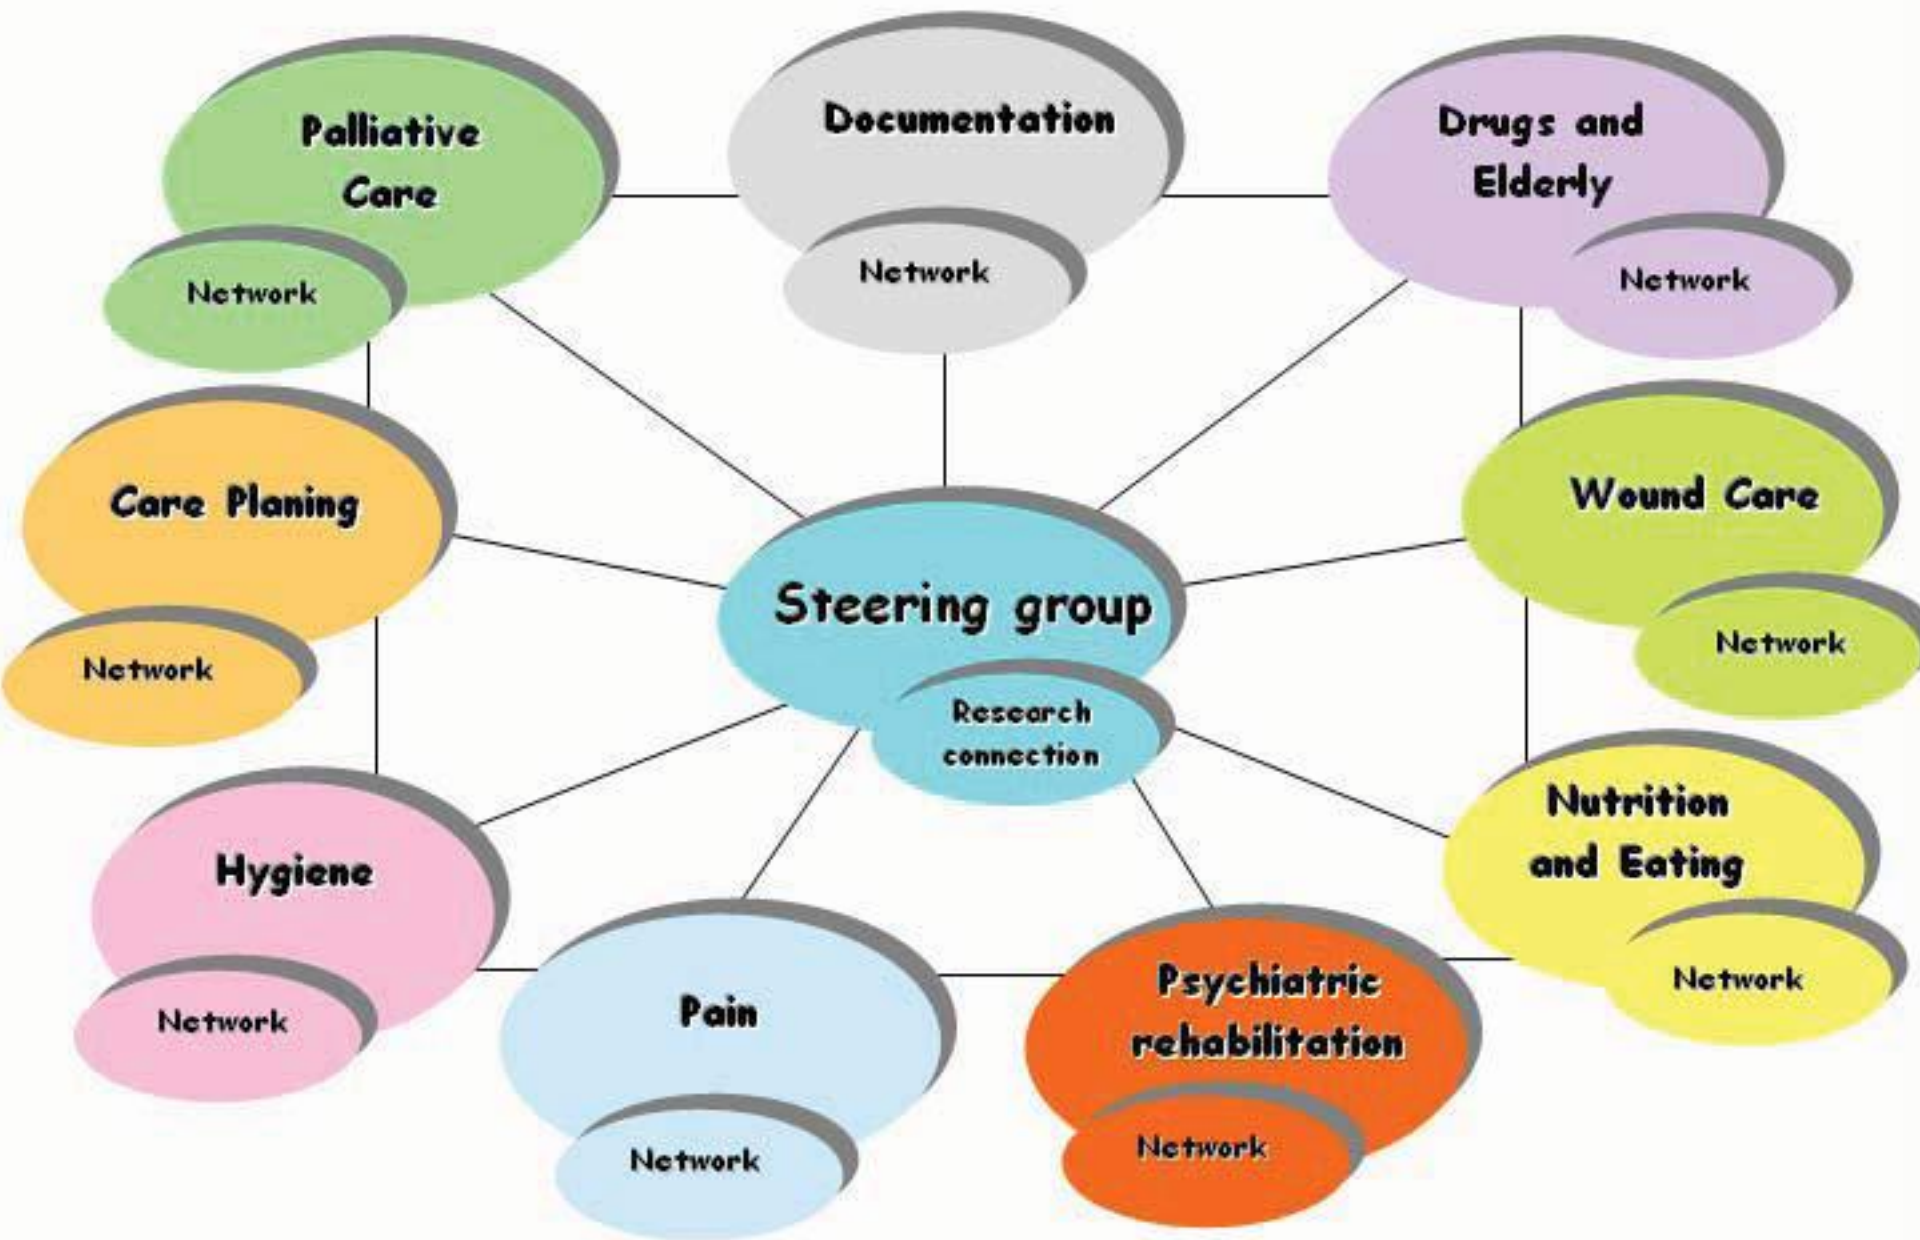 Palliative
Care
Network
Documentation
Network
Drugs and
Elderly
Network
Care Planing
Network
Steering group
Research
connection
Wound Care
Network
Hygiene
Network
Pain
Network
Psychiatric
rehabilitation
Network
Nutrition
and Eating
Network